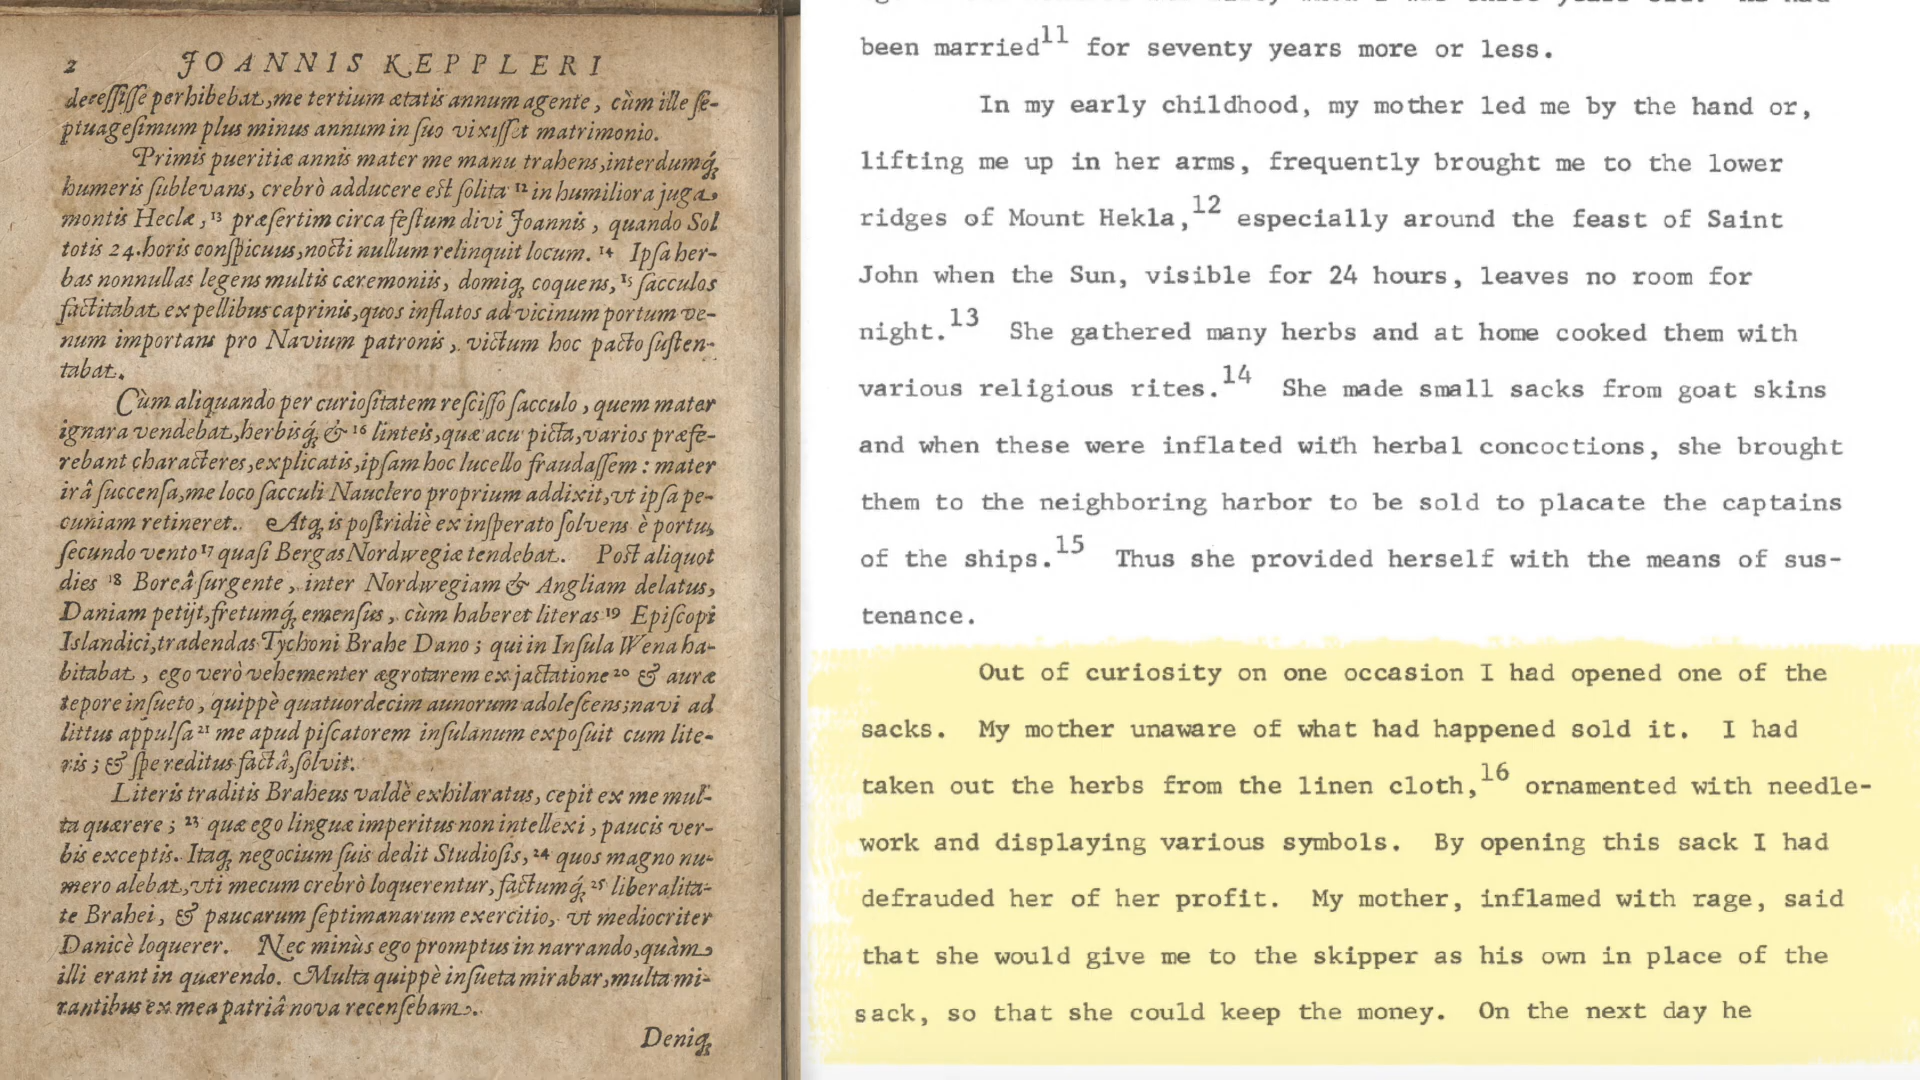 2 JOANNIS KEPPLERI
decessisse perhibebat, me tertium ætatis annum agente, cùm ille se-
ptuagesimum plus minus annum in suo vixisset matrimonio.
Primis pueritiæ annis mater me manu trahens, interdumq́;
humeris sublevans, crebrò adducere est solita ¹² in humiliora juga
montis Heclæ, ¹³ præsertim circa festum divi Joannis, quando Sol
totis 24. horis conspicuus, nocti nullum relinquit locum. ¹⁴ Ipsa her-
bas nonnullas legens multis cæremoniis, domiq; coquens, ¹⁵ sacculos
factitabat ex pellibus caprinis, quos inflatos ad vicinum portum ve-
num importans pro Navium patronis, victum hoc pacto susten-
tabat.
Cùm aliquando per curiositatem rescisso sacculo, quem mater
ignara vendebat, herbisq́; & ¹⁶ linteis, quæ acu picta, varios præfe-
rebant characteres, explicatis, ipsam hoc lucello fraudassem: mater
irâ succensa, me loco sacculi Nauclero proprium addixit, ut ipsa pe-
cuniam retineret. Atq; is postridiè ex insperato solvens è portu,
secundo vento ¹⁷ quasi Bergas Nordwegiæ tendebat. Post aliquot
dies ¹⁸ Boreâ surgente, inter Nordwegiam & Angliam delatus,
Daniam petijt, fretumq́; emensus, cùm haberet literas ¹⁹ Episcopi
Islandici, tradendas Tychoni Brahe Dano; qui in Insula Wena ha-
bitabat, ego verò vehementer ægrotarem ex jactatione ²⁰ & auræ
tepore insueto, quippè quatuordecim annorum adolescens; navi ad
littus appulsa ²¹ me apud piscatorem insulanum exposuit cum lite-
ris; & spe reditus factâ, solvit.
Literis traditis Braheus valdè exhilaratus, cepit ex me mul-
ta quærere; ²³ quæ ego linguæ imperitus non intellexi, paucis ver-
bis exceptis. Itaq; negocium suis dedit Studiosis, ²⁴ quos magno nu-
mero alebat, uti mecum crebrò loquerentur, factumq́; ²⁵ liberalita-
te Brahei, & paucarum septimanarum exercitio, ut mediocriter
Danicè loquerer. Nec minùs ego promptus in narrando, quàm
illi erant in quærendo. Multa quippè insueta mirabar, multa mi-
rantibus ex mea patriâ nova recensebam.
Deniq;
been married¹¹ for seventy years more or less.
In my early childhood, my mother led me by the hand or,
lifting me up in her arms, frequently brought me to the lower
ridges of Mount Hekla,¹² especially around the feast of Saint
John when the Sun, visible for 24 hours, leaves no room for
night.¹³ She gathered many herbs and at home cooked them with
various religious rites.¹⁴ She made small sacks from goat skins
and when these were inflated with herbal concoctions, she brought
them to the neighboring harbor to be sold to placate the captains
of the ships.¹⁵ Thus she provided herself with the means of sus-
tenance.
Out of curiosity on one occasion I had opened one of the
sacks. My mother unaware of what had happened sold it. I had
taken out the herbs from the linen cloth,¹⁶ ornamented with needle-
work and displaying various symbols. By opening this sack I had
defrauded her of her profit. My mother, inflamed with rage, said
that she would give me to the skipper as his own in place of the
sack, so that she could keep the money. On the next day he